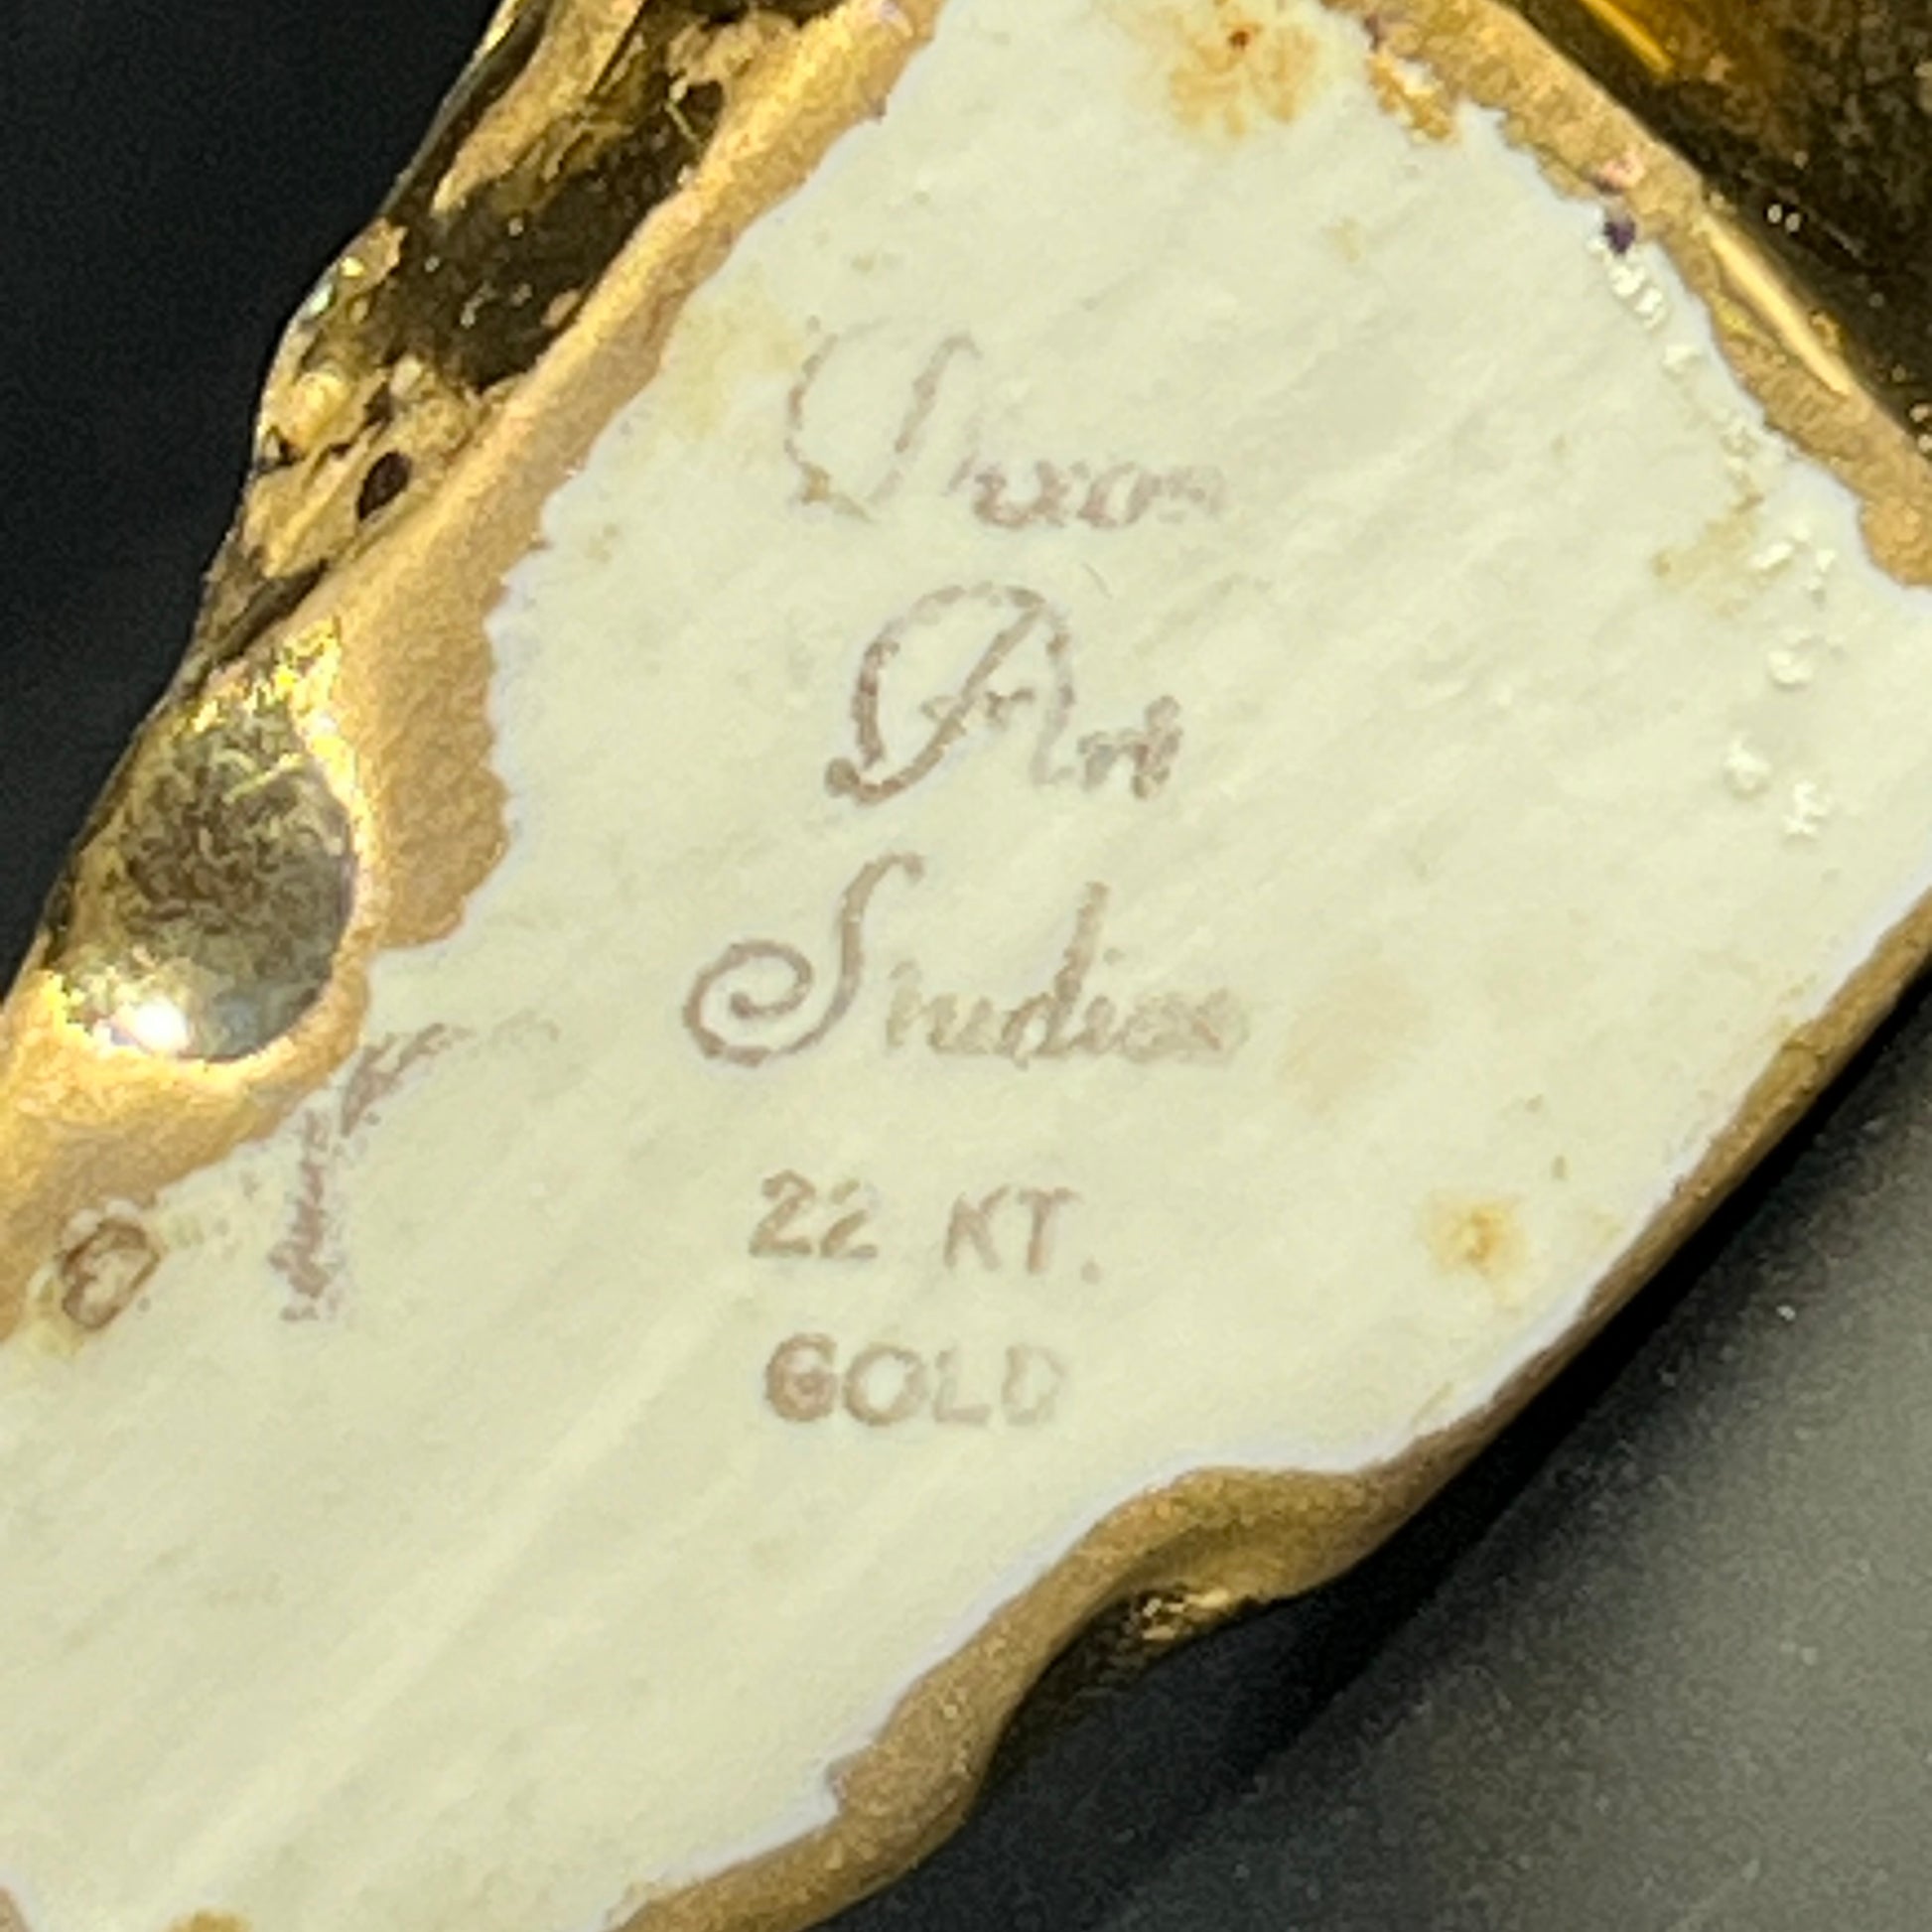 Dixon
Art
Studios
22 KT.
GOLD